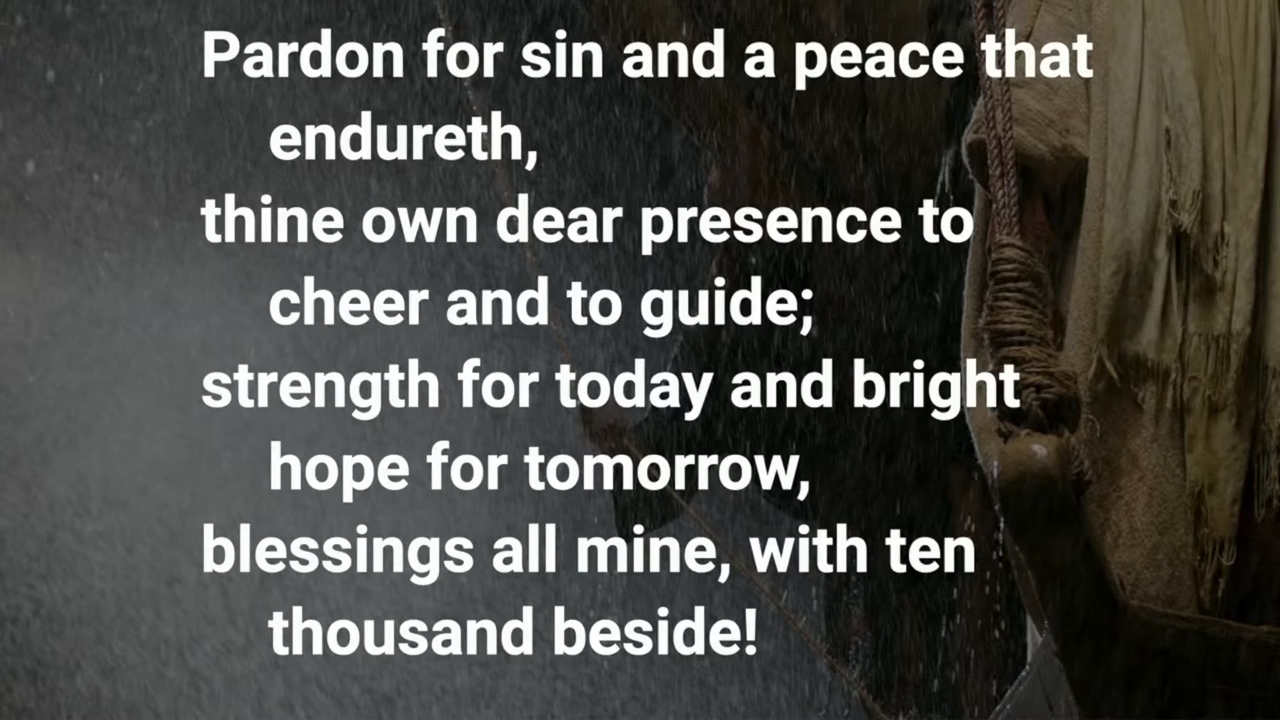 Pardon for sin and a peace that
endureth,
thine own dear presence to
cheer and to guide;
strength for today and bright
hope for tomorrow,
blessings all mine, with ten
thousand beside!